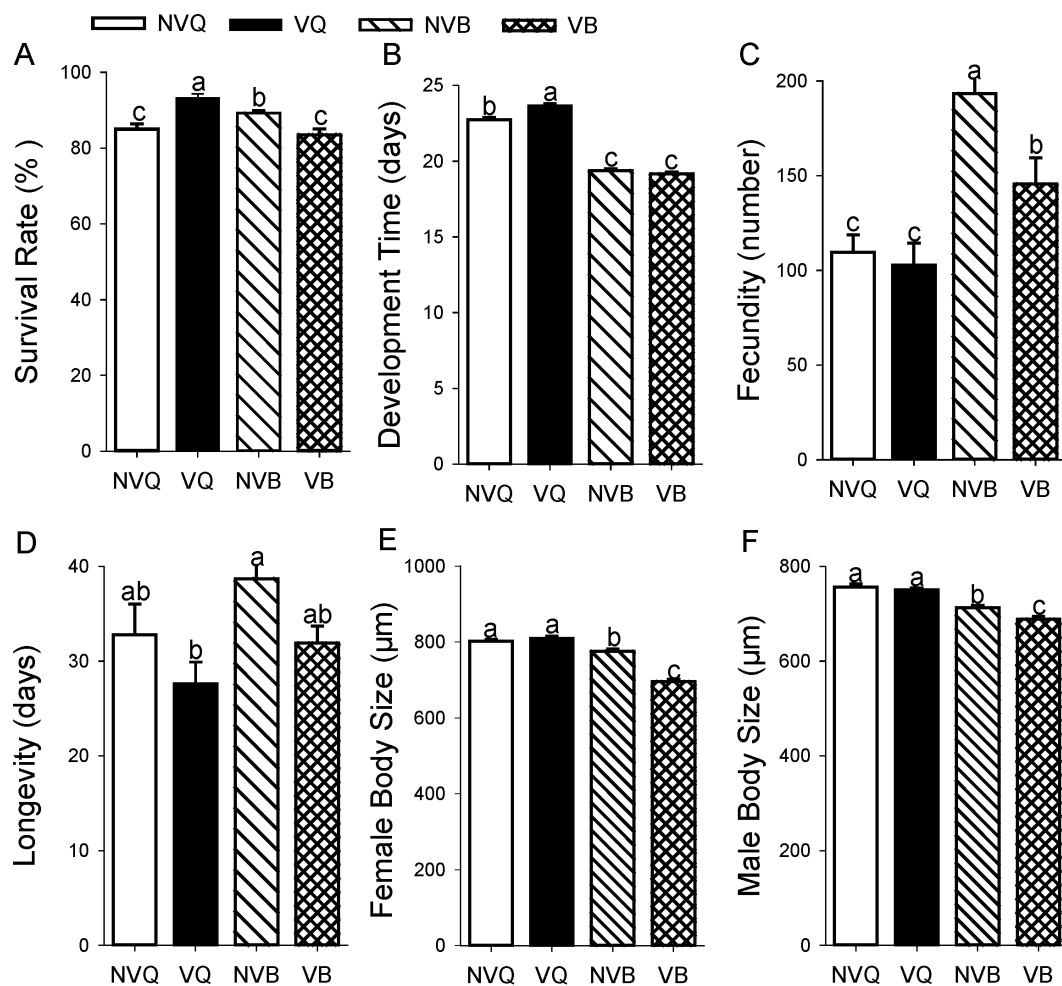 NVQ VQ NVB VB
A
Survival Rate (% )
100
80
60
40
20
0
c a b c
NVQ VQ NVB VB
B
Development Time (days)
25
20
15
10
5
0
b a c c
NVQ VQ NVB VB
C
Fecundity (number)
200
150
100
50
0
c c a b
NVQ VQ NVB VB
D
Longevity (days)
40
30
20
10
0
ab b a ab
NVQ VQ NVB VB
E
Female Body Size (μm)
1000
800
600
400
200
0
a a b c
NVQ VQ NVB VB
F
Male Body Size (μm)
800
600
400
200
0
a a b c
NVQ VQ NVB VB